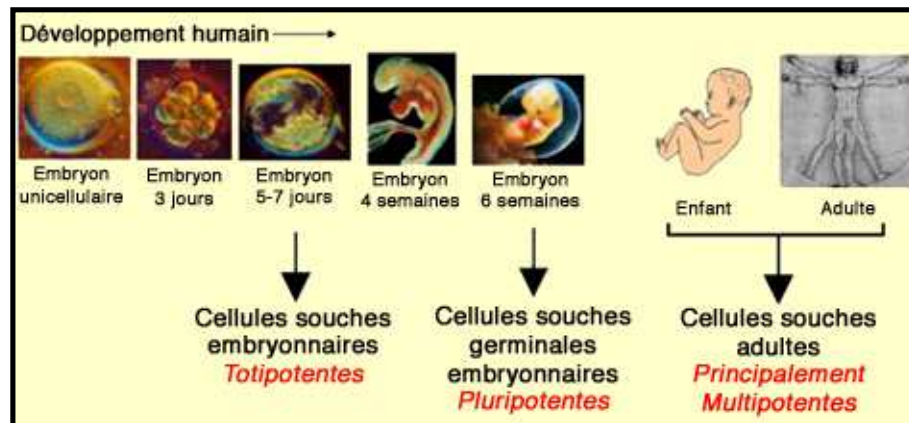 Développement humain
Embryon
unicellulaire
Embryon
3 jours
Embryon
5-7 jours
Embryon
4 semaines
Embryon
6 semaines
Enfant
Adulte
Cellules souches
embryonnaires
Totipotentes
Cellules souches
germinales
embryonnaires
Pluripotentes
Cellules souches
adultes
Principalement
Multipotentes